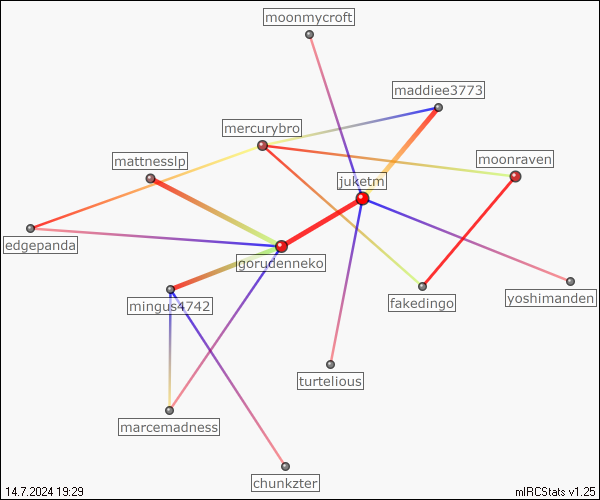 moonmycroft
maddiee3773
mercurybro
mattnesslp
moonraven
juketm
edgepanda
gorudenneko
mingus4742
fakedingo
yoshimanden
turtelious
marcemadness
chunkzter
14.7.2024 19:29
mIRCStats v1.25